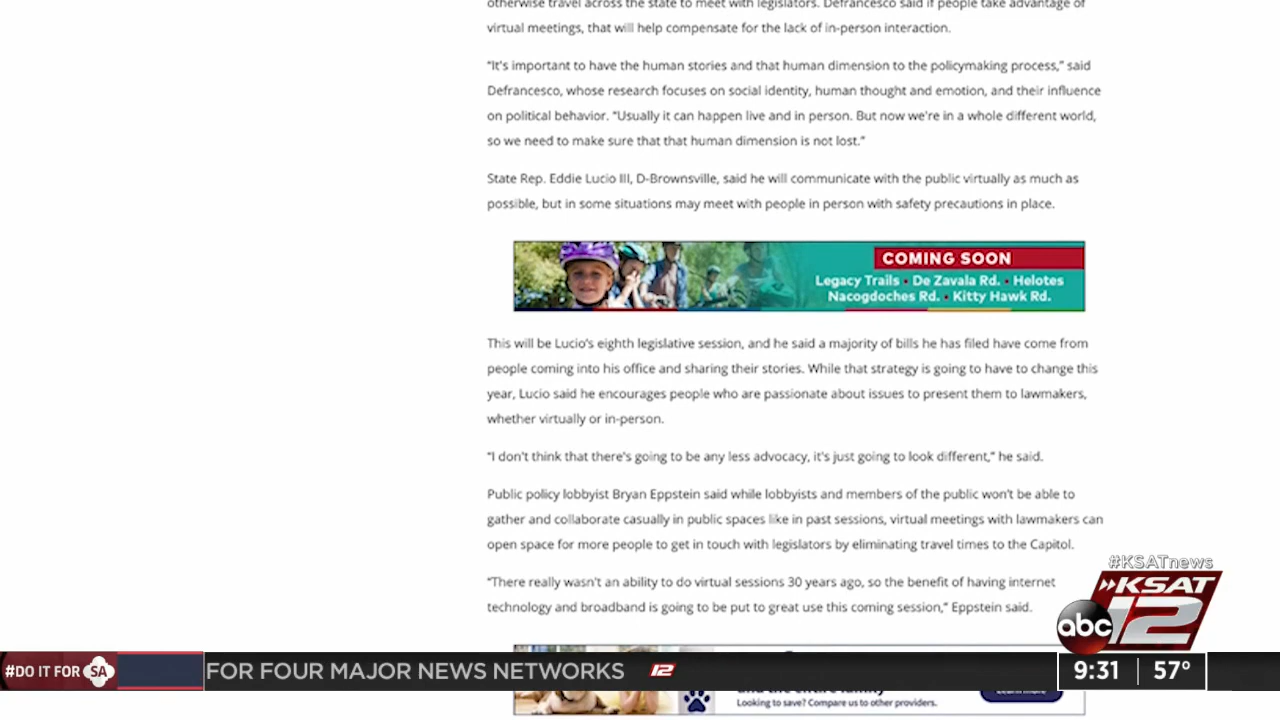 otherwise travel across the state to meet with legislators. Defrancesco said if people take advantage of
virtual meetings, that will help compensate for the lack of in-person interaction.
“It's important to have the human stories and that human dimension to the policymaking process,” said
Defrancesco, whose research focuses on social identity, human thought and emotion, and their influence
on political behavior. “Usually it can happen live and in person. But now we're in a whole different world,
so we need to make sure that that human dimension is not lost.”
State Rep. Eddie Lucio III, D-Brownsville, said he will communicate with the public virtually as much as
possible, but in some situations may meet with people in person with safety precautions in place.
COMING SOON
Legacy Trails • De Zavala Rd. • Helotes
Nacogdoches Rd. • Kitty Hawk Rd.
This will be Lucio's eighth legislative session, and he said a majority of bills he has filed have come from
people coming into his office and sharing their stories. While that strategy is going to have to change this
year, Lucio said he encourages people who are passionate about issues to present them to lawmakers,
whether virtually or in-person.
“I don't think that there's going to be any less advocacy, it's just going to look different,” he said.
Public policy lobbyist Bryan Eppstein said while lobbyists and members of the public won’t be able to
gather and collaborate casually in public spaces like in past sessions, virtual meetings with lawmakers can
open space for more people to get in touch with legislators by eliminating travel times to the Capitol.
“There really wasn't an ability to do virtual sessions 30 years ago, so the benefit of having internet
technology and broadband is going to be put to great use this coming session,” Eppstein said.
#KSATnews
KSAT
abc 12
#DO IT FOR SA
FOR FOUR MAJOR NEWS NETWORKS 12
9:31 57°
and the entire family
Looking to save? Compare us to other providers.